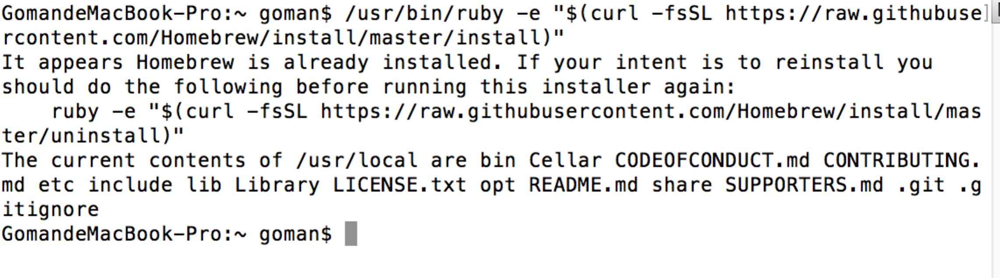 GomandeMacBook-Pro:~ goman$ /usr/bin/ruby -e "$(curl -fsSL https://raw.githubuse]
rcontent.com/Homebrew/install/master/install)"
It appears Homebrew is already installed. If your intent is to reinstall you
should do the following before running this installer again:
    ruby -e "$(curl -fsSL https://raw.githubusercontent.com/Homebrew/install/mas
ter/uninstall)"
The current contents of /usr/local are bin Cellar CODEOFCONDUCT.md CONTRIBUTING.
md etc include lib Library LICENSE.txt opt README.md share SUPPORTERS.md .git .g
itignore
GomandeMacBook-Pro:~ goman$